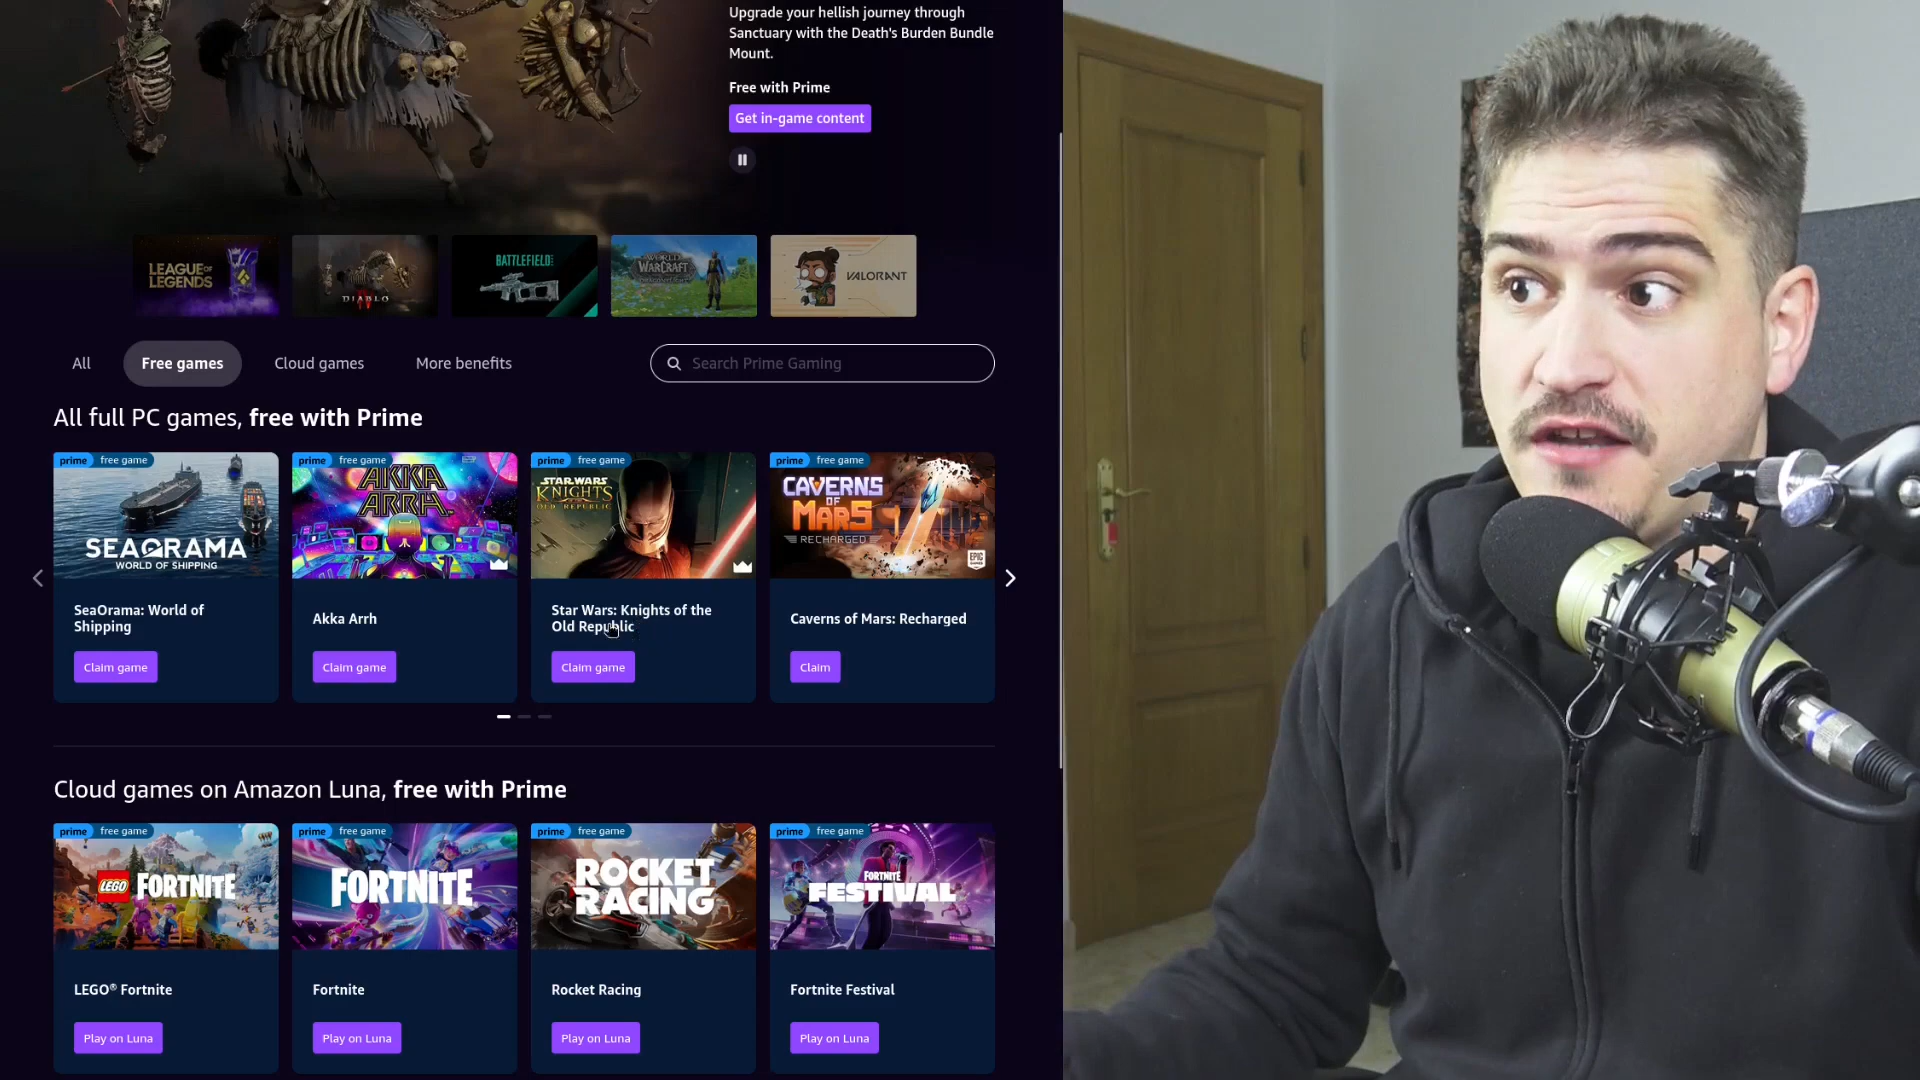 Upgrade your hellish journey through
Sanctuary with the Death's Burden Bundle
Mount.
Free with Prime
Get in-game content
LEAGUE OF
LEGENDS
DIABLO
IV
BATTLEFIELD
WORLD
WARCRAFT
VALORANT
All
Free games
Cloud games
More benefits
Search Prime Gaming
All full PC games, free with Prime
prime free game
prime free game
prime free game
prime free game
SEAORAMA
WORLD OF SHIPPING
AKKA
ARRH
STAR WARS
KNIGHTS
OLD REPUBLIC
CAVERNS
OF
MARS
RECHARGED
EPIC
GAMES
SeaOrama: World of
Shipping
Akka Arrh
Star Wars: Knights of the
Old Republic
Caverns of Mars: Recharged
Claim game
Claim game
Claim game
Claim
Cloud games on Amazon Luna, free with Prime
prime free game
prime free game
prime free game
prime free game
LEGO FORTNITE
FORTNITE
ROCKET
RACING
FORTNITE
FESTIVAL
LEGO® Fortnite
Fortnite
Rocket Racing
Fortnite Festival
Play on Luna
Play on Luna
Play on Luna
Play on Luna